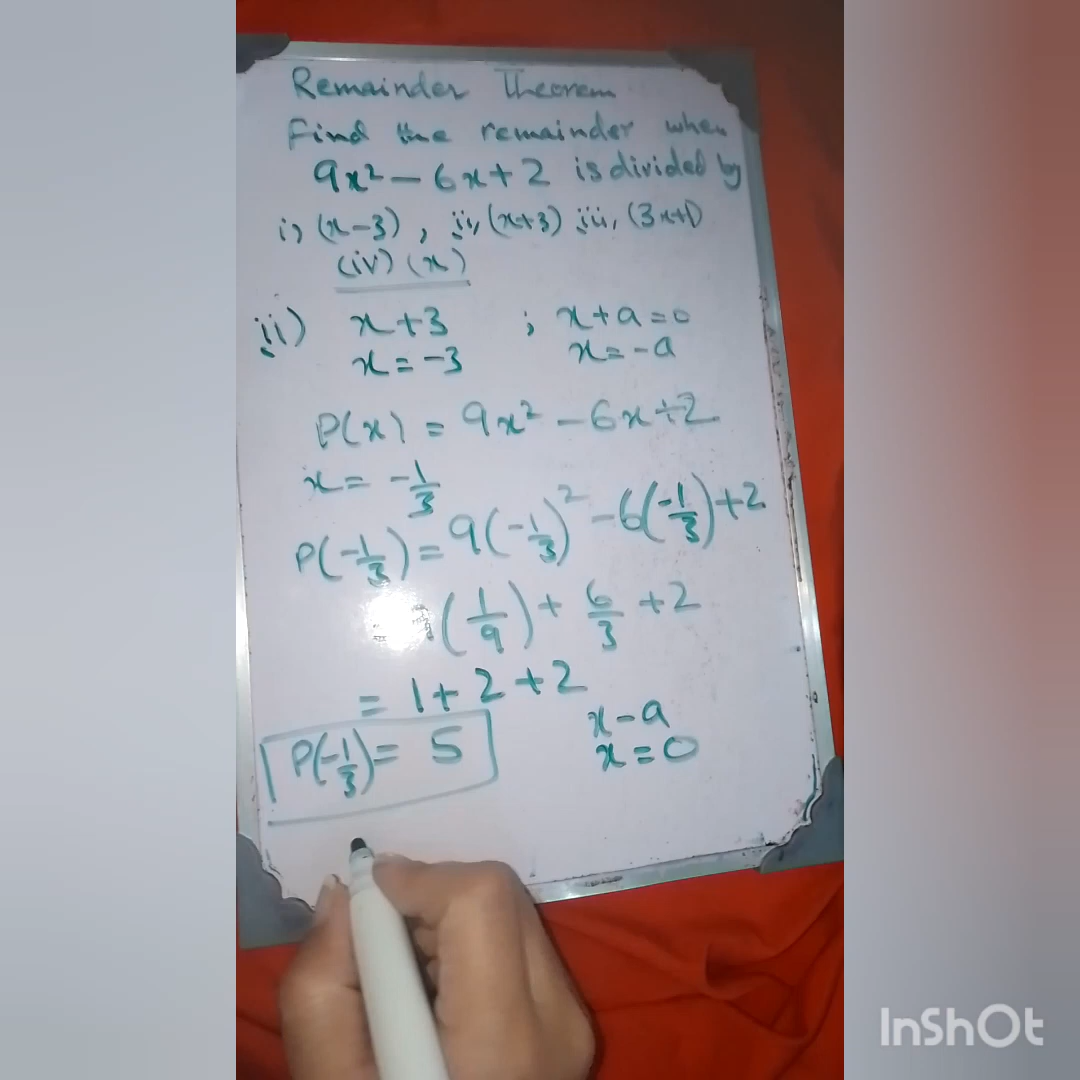 Remainder Theorem
Find the remainder when
9x² - 6x + 2 is divided by
i, (x-3), ii, (x+3) iii, (3x+1)
(iv) (x)
ii) x+3 ; x+a=0
x = -3 x = -a
P(x) = 9x² - 6x + 2
x = -1/3
P(-1/3) = 9(-1/3)² - 6(-1/3) + 2
(1/9) + 6/3 + 2
= 1 + 2 + 2
x-a
P(-1/3) = 5 x = 0
InShOt